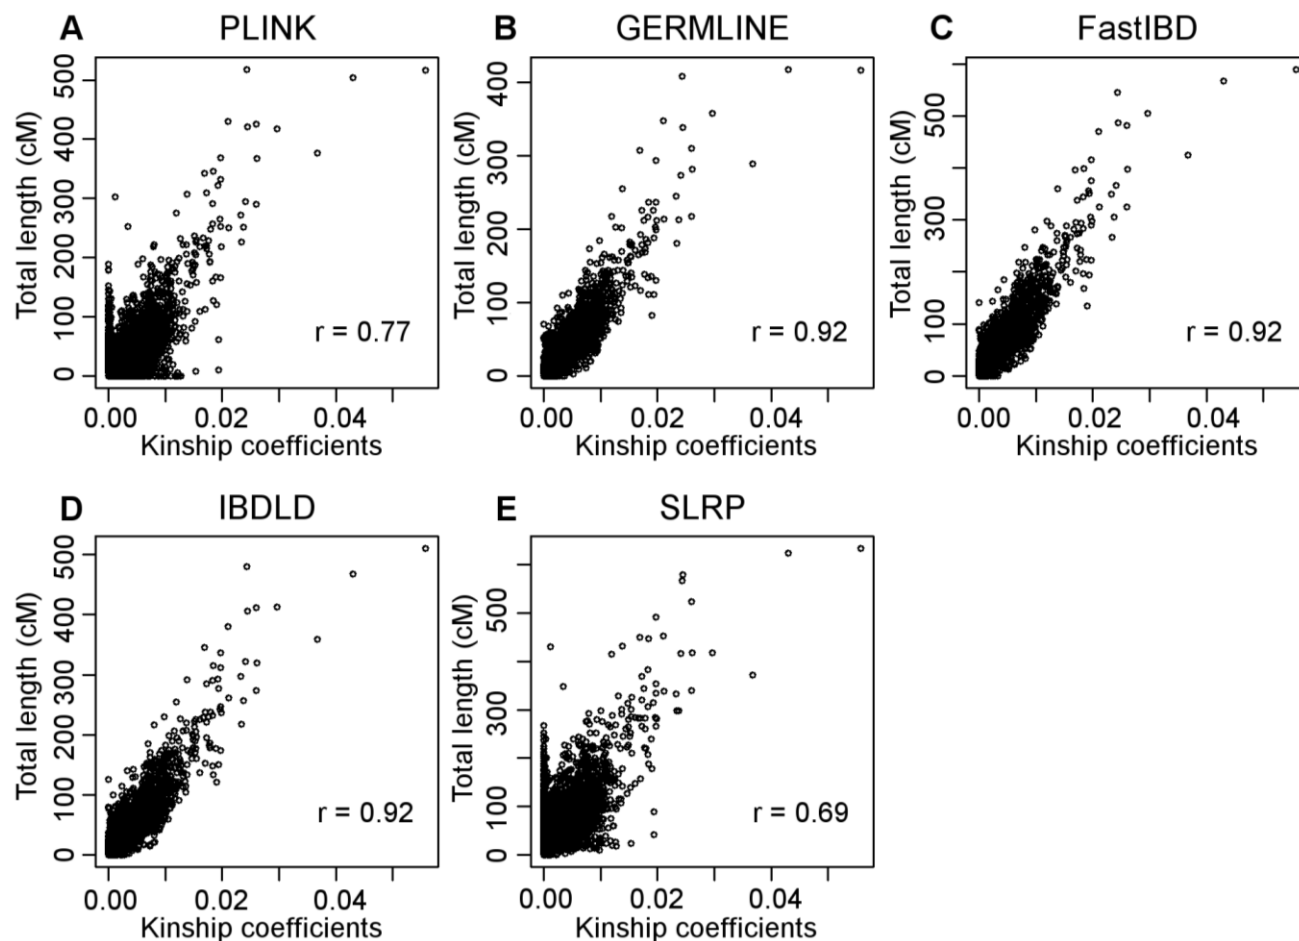 A PLINK
Total length (cM)
500
400
300
200
100
0
r = 0.77
0.00 0.02 0.04
Kinship coefficients
B GERMLINE
Total length (cM)
400
300
200
100
0
r = 0.92
0.00 0.02 0.04
Kinship coefficients
C FastIBD
Total length (cM)
500
300
100
0
r = 0.92
0.00 0.02 0.04
Kinship coefficients
D IBDLD
Total length (cM)
500
400
300
200
100
0
r = 0.92
0.00 0.02 0.04
Kinship coefficients
E SLRP
Total length (cM)
500
300
100
0
r = 0.69
0.00 0.02 0.04
Kinship coefficients